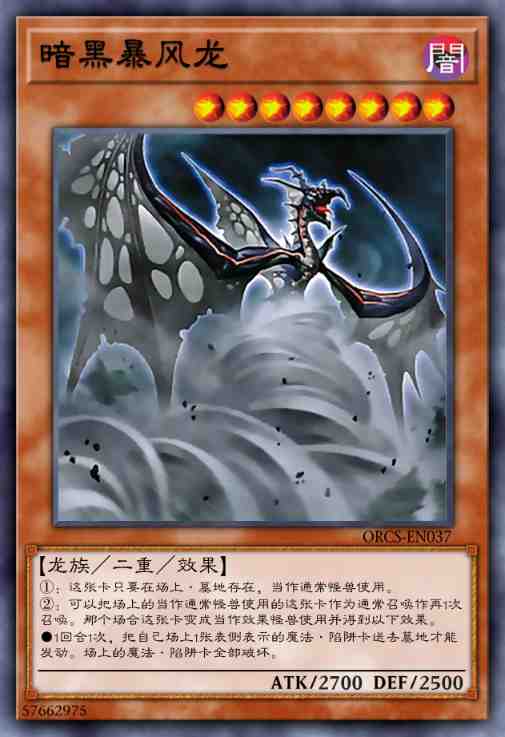 暗黑暴风龙
闇
ORCS-EN037
【龙族／二重／效果】
①：这张卡只要在场上·墓地存在，当作通常怪兽使用。
②：可以把场上的当作通常怪兽使用的这张卡作为通常召唤作再1次
召唤。那个场合这张卡变成当作效果怪兽使用并得到以下效果。
●1回合1次，把自己场上1张表侧表示的魔法·陷阱卡送去墓地才能
发动。场上的魔法·陷阱卡全部破坏。
ATK/2700 DEF/2500
57662975